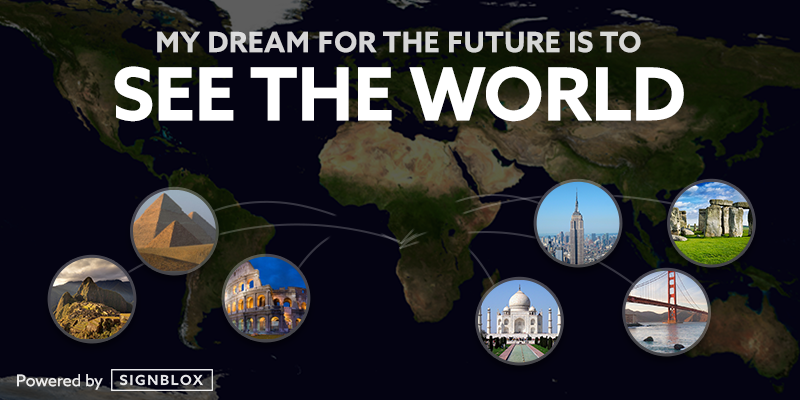 MY DREAM FOR THE FUTURE IS TO
SEE THE WORLD
Powered by SIGNBLOX